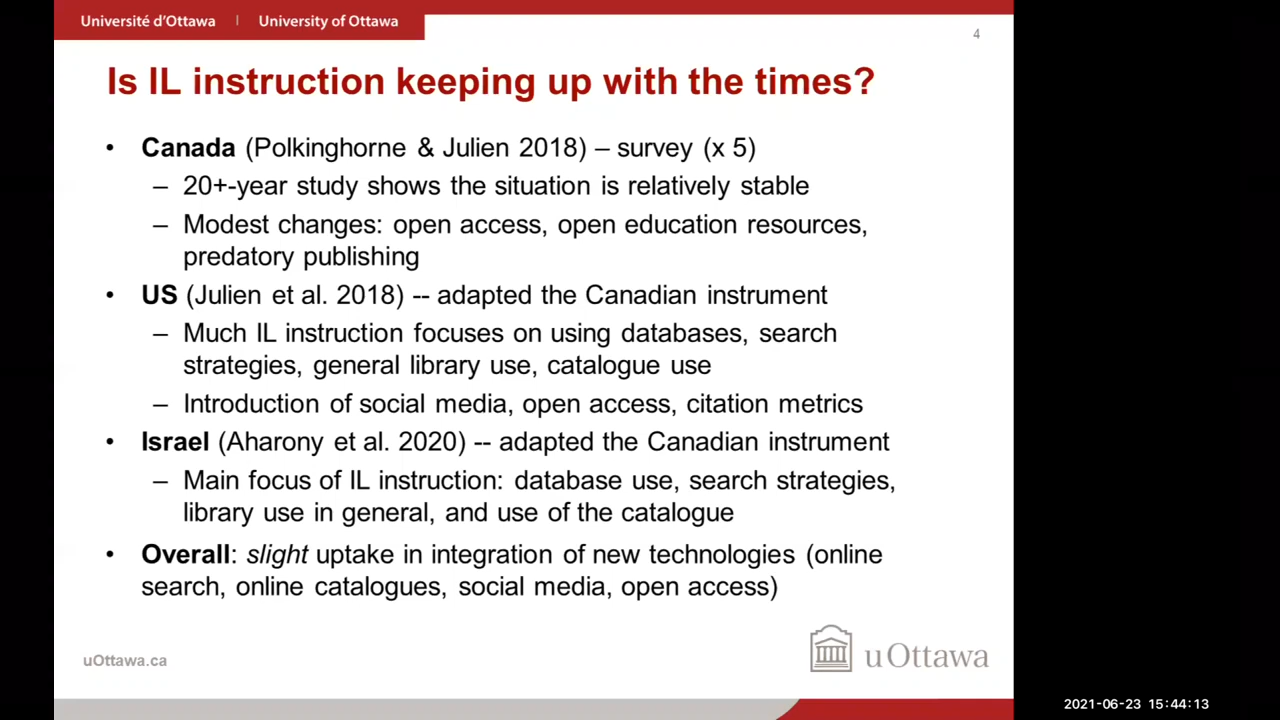 Université d'Ottawa | University of Ottawa
4
Is IL instruction keeping up with the times?
• Canada (Polkinghorne & Julien 2018) – survey (x 5)
– 20+-year study shows the situation is relatively stable
– Modest changes: open access, open education resources,
predatory publishing
• US (Julien et al. 2018) -- adapted the Canadian instrument
– Much IL instruction focuses on using databases, search
strategies, general library use, catalogue use
– Introduction of social media, open access, citation metrics
• Israel (Aharony et al. 2020) -- adapted the Canadian instrument
– Main focus of IL instruction: database use, search strategies,
library use in general, and use of the catalogue
• Overall: slight uptake in integration of new technologies (online
search, online catalogues, social media, open access)
uOttawa.ca
uOttawa
2021-06-23 15:44:13